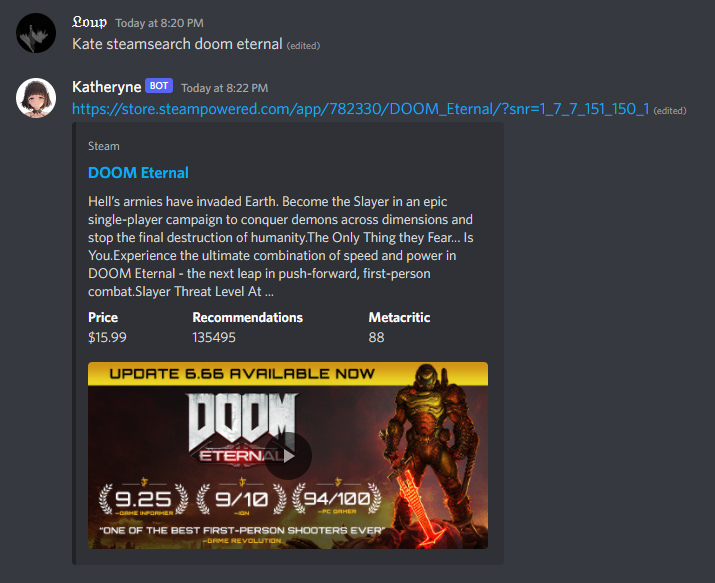 𝕷𝖔𝖚𝖕 Today at 8:20 PM
Kate steamsearch doom eternal (edited)
Katheryne BOT Today at 8:22 PM
https://store.steampowered.com/app/782330/DOOM_Eternal/?snr=1_7_7_151_150_1 (edited)
Steam
DOOM Eternal
Hell's armies have invaded Earth. Become the Slayer in an epic
single-player campaign to conquer demons across dimensions and
stop the final destruction of humanity.The Only Thing they Fear... Is
You.Experience the ultimate combination of speed and power in
DOOM Eternal - the next leap in push-forward, first-person
combat.Slayer Threat Level At ...
Price Recommendations Metacritic
$15.99 135495 88
UPDATE 6.66 AVAILABLE NOW
DOOM
ETERNAL
9.25 9/10 94/100
-GAME INFORMER -IGN -PC GAMER
"ONE OF THE BEST FIRST-PERSON SHOOTERS EVER"
-GAME REVOLUTION